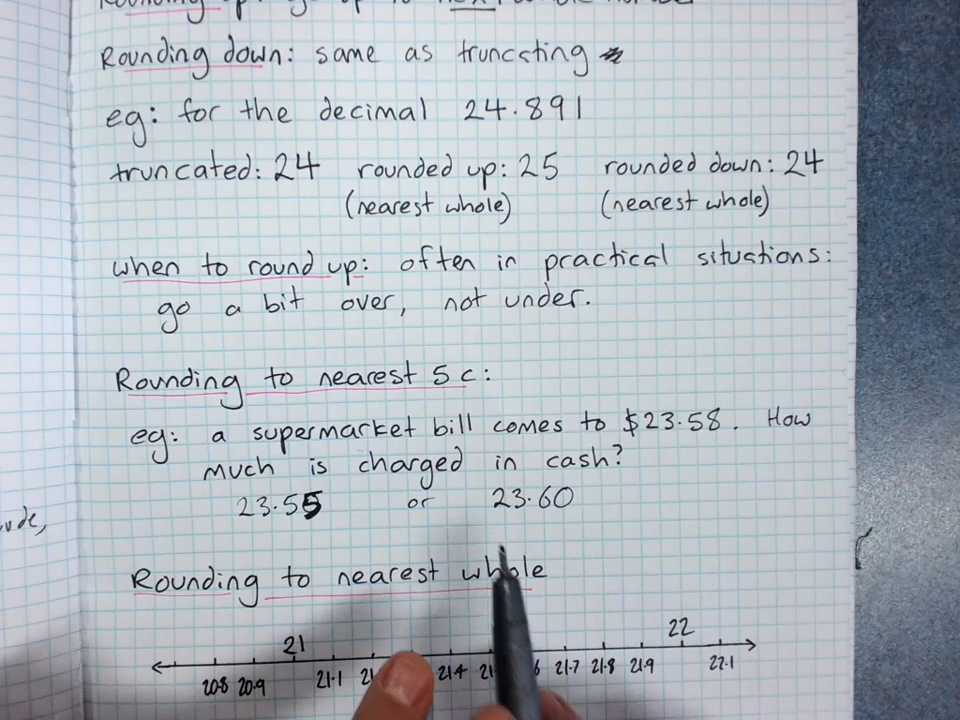 Rounding down: same as truncating
eg: for the decimal 24.891
truncated: 24 rounded up: 25 rounded down: 24
(nearest whole) (nearest whole)
when to round up: often in practical situations:
go a bit over, not under.
Rounding to nearest 5c:
eg: a supermarket bill comes to $23.58. How
much is charged in cash?
23.55 or 23.60
Rounding to nearest whole
21 22
20.8 20.9 21.1 21.4 21.7 21.8 21.9 22.1